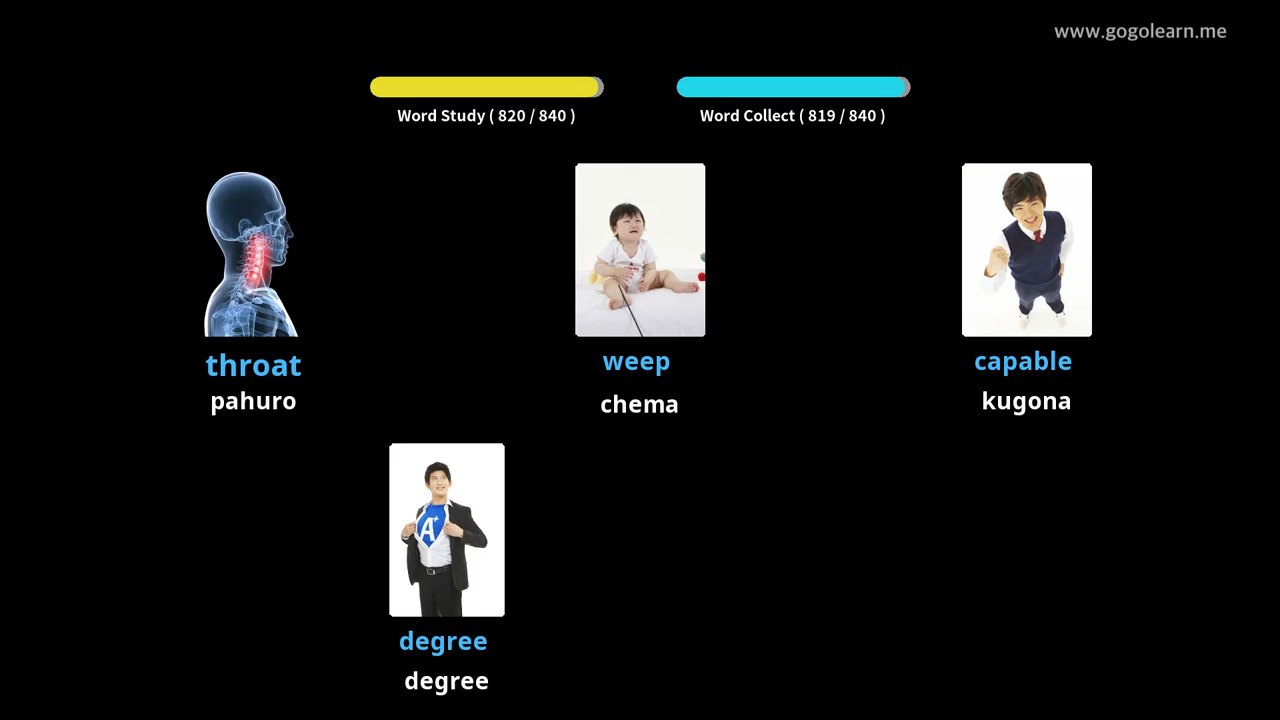 www.gogolearn.me
Word Study ( 820 / 840 )
Word Collect ( 819 / 840 )
throat
pahuro
weep
chema
capable
kugona
A+
degree
degree